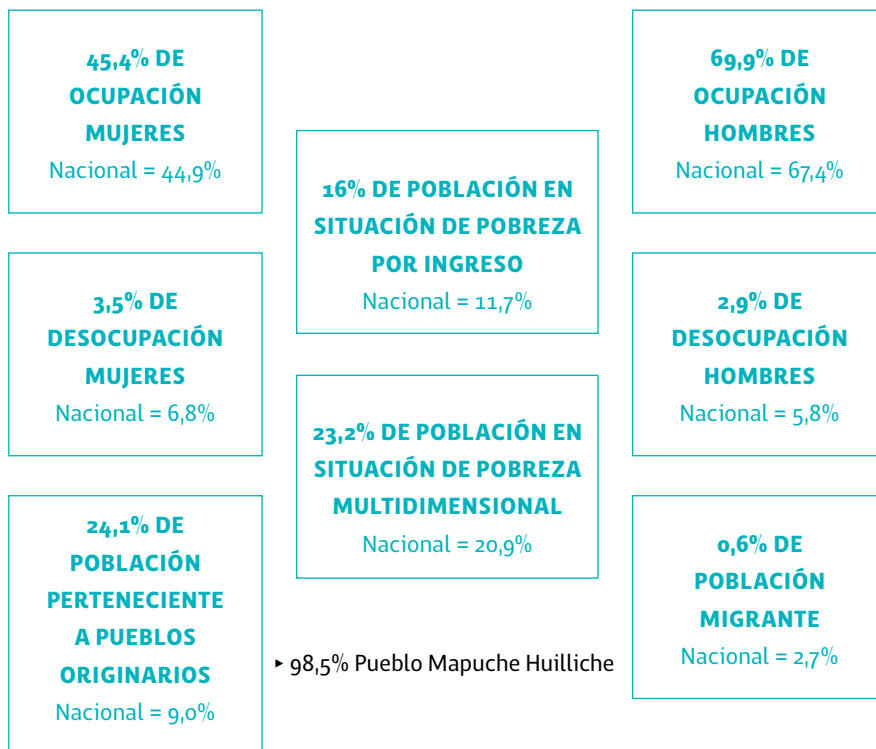 45,4% DE
OCUPACIÓN
MUJERES
Nacional = 44,9%
69,9% DE
OCUPACIÓN
HOMBRES
Nacional = 67,4%
16% DE POBLACIÓN EN
SITUACIÓN DE POBREZA
POR INGRESO
Nacional = 11,7%
3,5% DE
DESOCUPACIÓN
MUJERES
Nacional = 6,8%
2,9% DE
DESOCUPACIÓN
HOMBRES
Nacional = 5,8%
23,2% DE POBLACIÓN EN
SITUACIÓN DE POBREZA
MULTIDIMENSIONAL
Nacional = 20,9%
24,1% DE
POBLACIÓN
PERTENECIENTE
A PUEBLOS
ORIGINARIOS
Nacional = 9,0%
‣ 98,5% Pueblo Mapuche Huilliche
0,6% DE
POBLACIÓN
MIGRANTE
Nacional = 2,7%